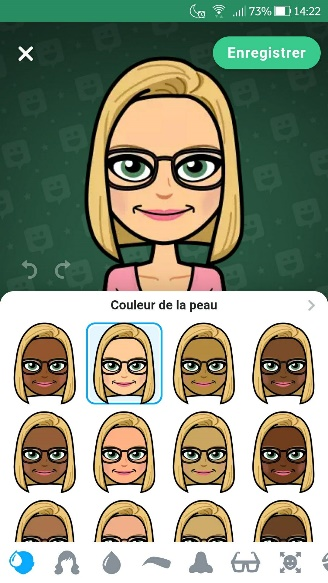 73% 14:22
Enregistrer
Couleur de la peau